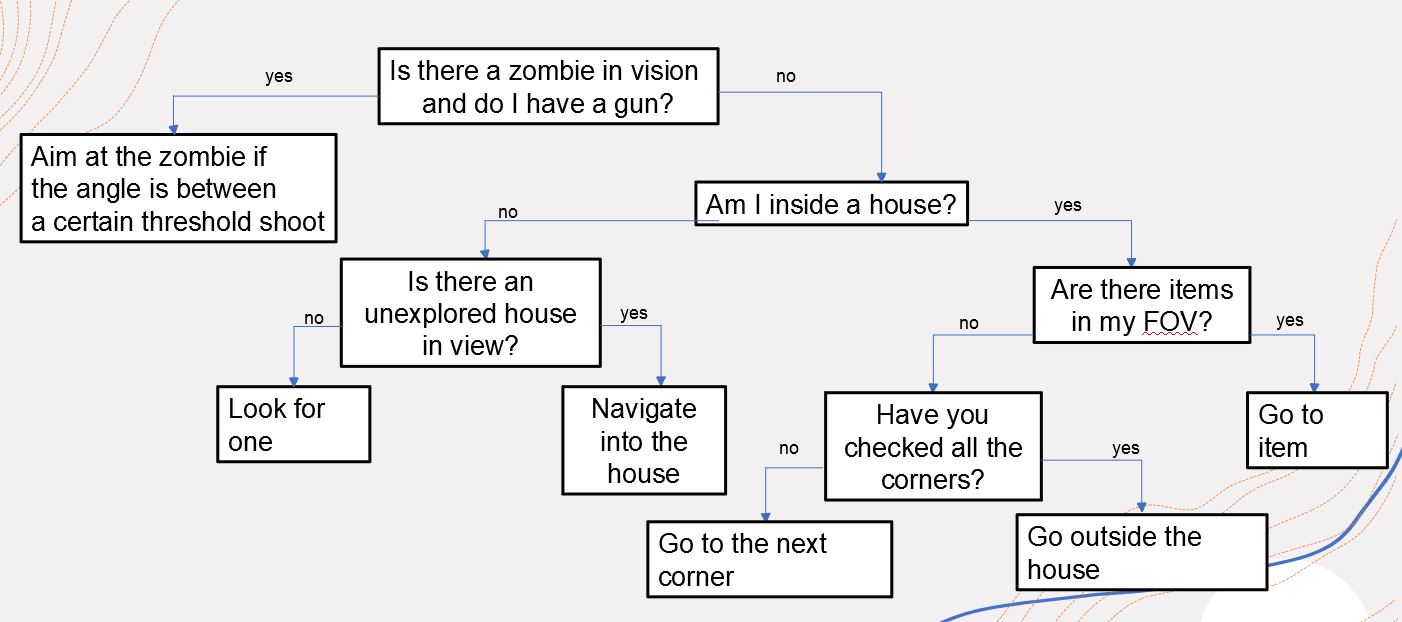 Is there a zombie in vision
and do I have a gun?
yes
no
Aim at the zombie if
the angle is between
a certain threshold shoot
Am I inside a house?
no
yes
Is there an
unexplored house
in view?
Are there items
in my FOV?
no
yes
no
yes
Look for
one
Navigate
into the
house
Have you
checked all the
corners?
Go to
item
no
yes
Go to the next
corner
Go outside the
house